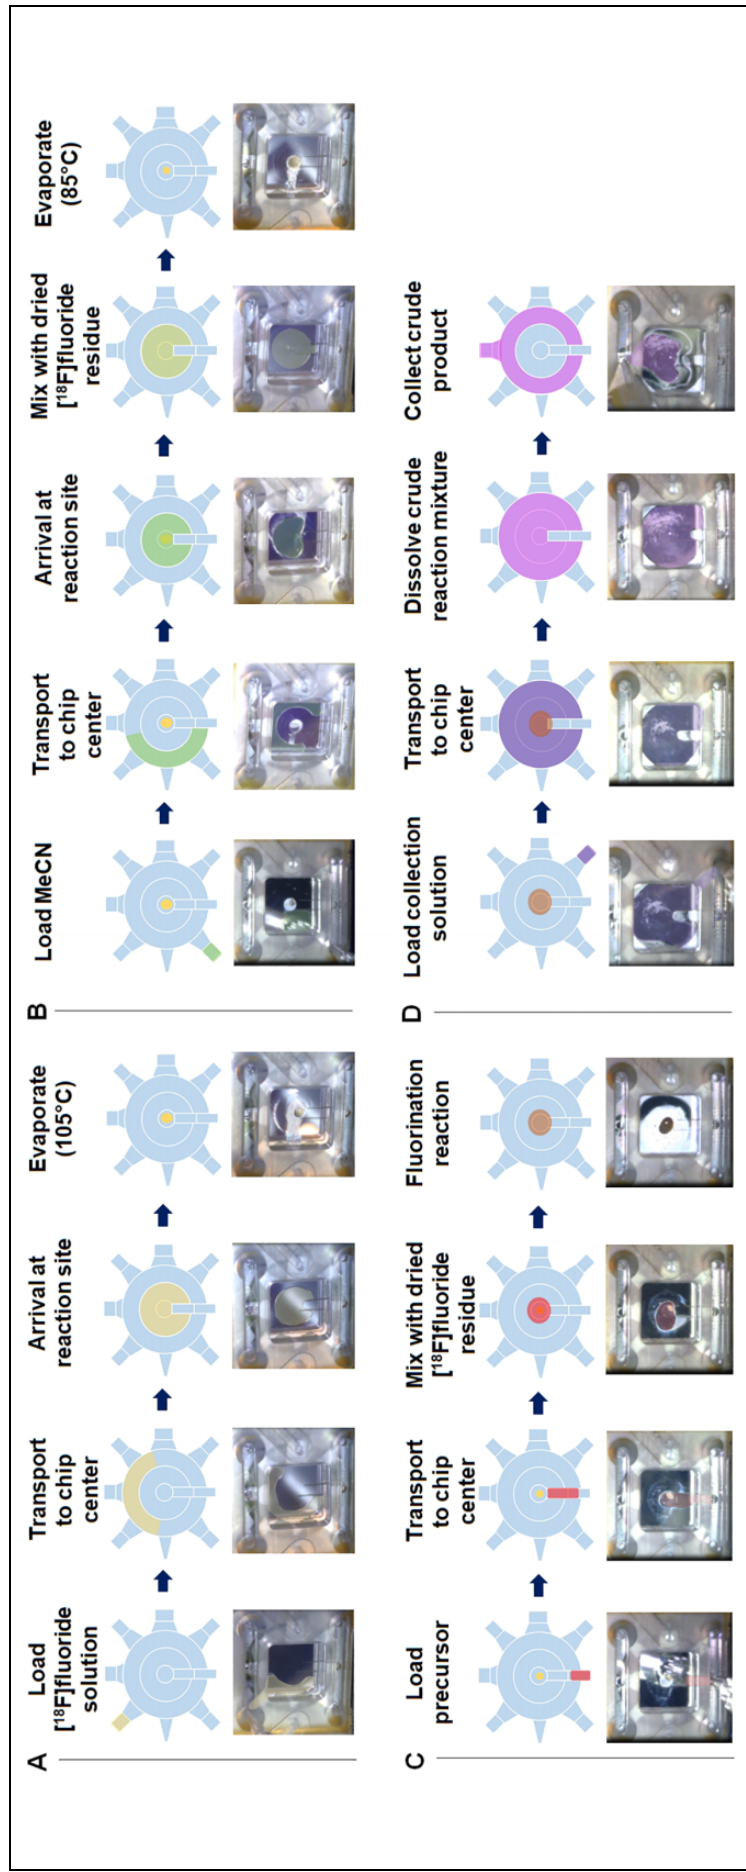 A
Load
[¹⁸F]fluoride
solution
Transport
to chip
center
Arrival at
reaction site
Evaporate
(105°C)
B
Load MeCN
Transport
to chip
center
Arrival at
reaction site
Mix with dried
[¹⁸F]fluoride
residue
Evaporate
(85°C)
C
Load
precursor
Transport
to chip
center
Mix with dried
[¹⁸F]fluoride
residue
Fluorination
reaction
D
Load collection
solution
Transport
to chip
center
Dissolve crude
reaction mixture
Collect crude
product